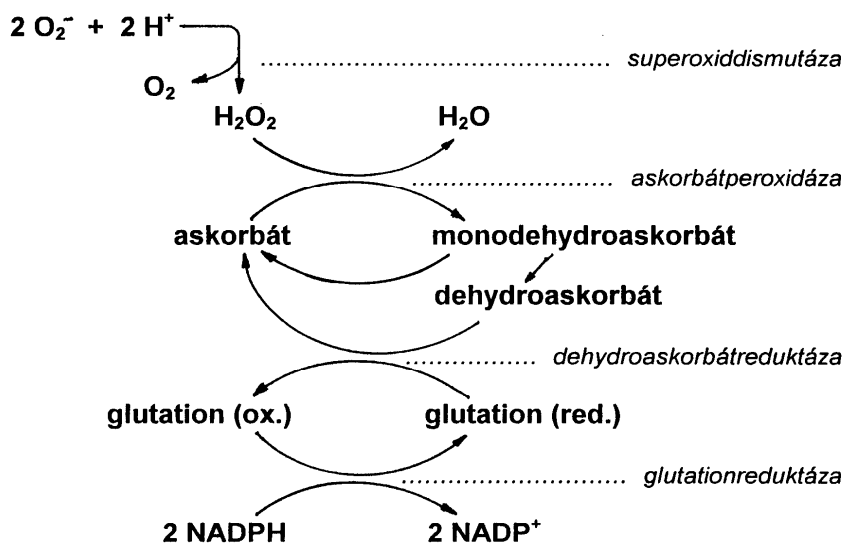 2 O₂⁻ + 2 H⁺
O₂ superoxiddismutáza
H₂O₂ H₂O
askorbátperoxidáza
askorbát monodehydroaskorbát
dehydroaskorbát
dehydroaskorbátreduktáza
glutation (ox.) glutation (red.)
glutationreduktáza
2 NADPH 2 NADP⁺